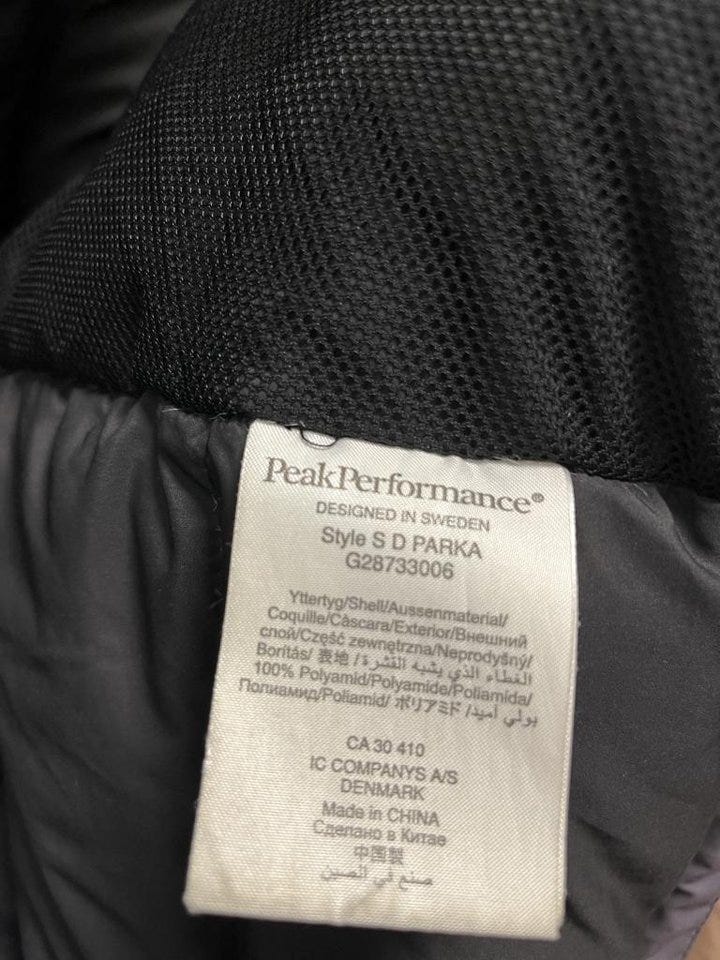 PeakPerformance®
DESIGNED IN SWEDEN
Style S D PARKA
G28733006
Yttertyg/Shell/Aussenmaterial/
Coquille/Cáscara/Exterior/Внешний
слой/Część zewnętrzna/Neprodyšný/
Borítás/ 表地 / الغطاء الذي يشبه القشرة
100% Polyamid/Polyamide/Poliamida/
Полиамид/Poliamid/ ポリアミド /بولي أميد
CA 30 410
IC COMPANYS A/S
DENMARK
Made in CHINA
Сделано в Китае
中国製
صنع في الصين